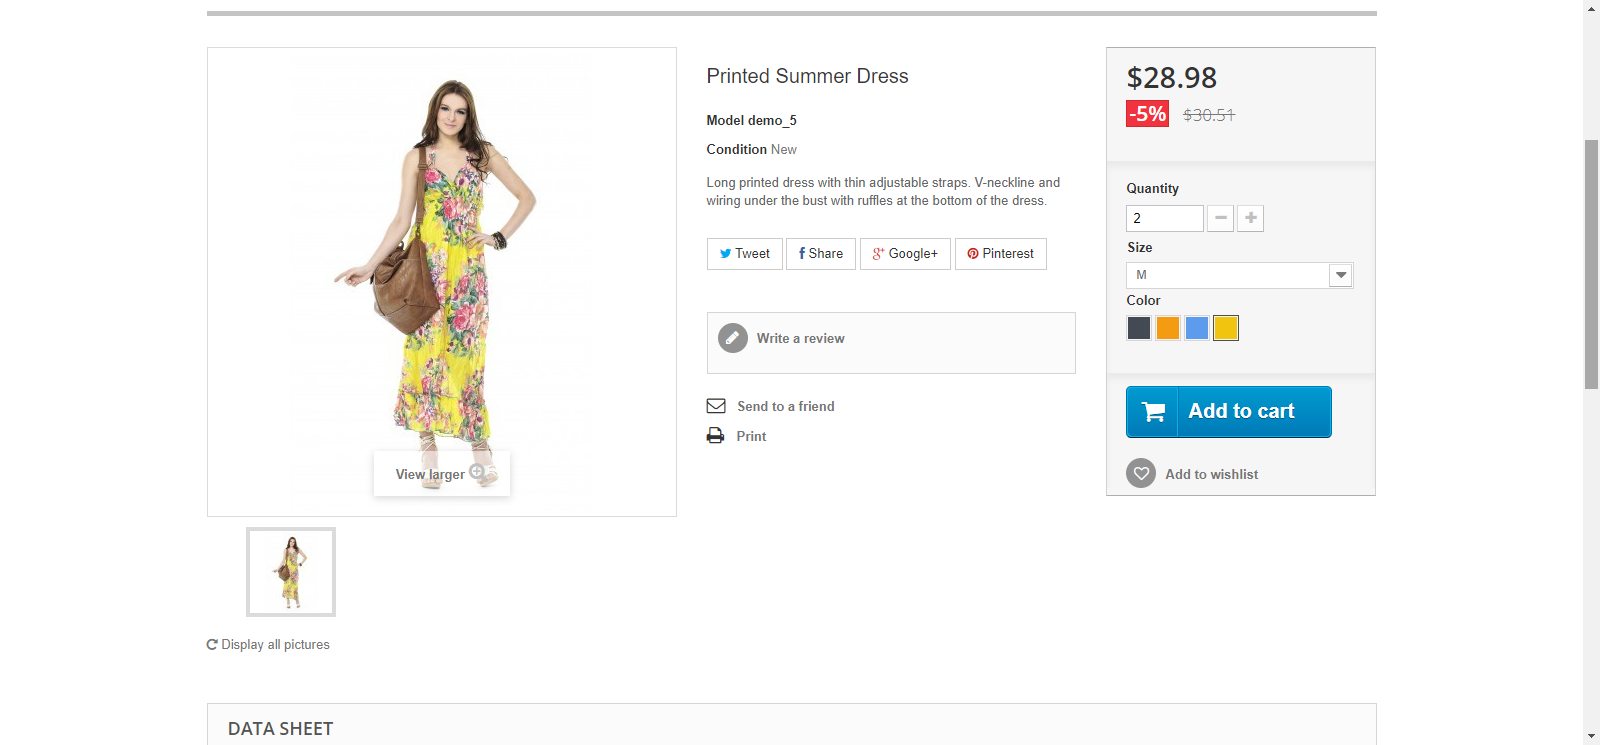 Printed Summer Dress
Model demo_5
Condition New
Long printed dress with thin adjustable straps. V-neckline and
wiring under the bust with ruffles at the bottom of the dress.
Tweet
Share
Google+
Pinterest
Write a review
Send to a friend
Print
$28.98
-5% $30.51
Quantity
2
Size
M
Color
Add to cart
Add to wishlist
View larger
Display all pictures
DATA SHEET